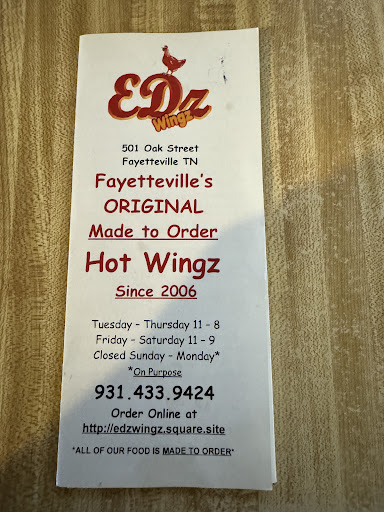 EDz
Wingz
501 Oak Street
Fayetteville TN
Fayetteville's
ORIGINAL
Made to Order
Hot Wingz
Since 2006
Tuesday – Thursday 11 – 8
Friday – Saturday 11 – 9
Closed Sunday – Monday*
*On Purpose
931.433.9424
Order Online at
http://edzwingz.square.site
*ALL OF OUR FOOD IS MADE TO ORDER*